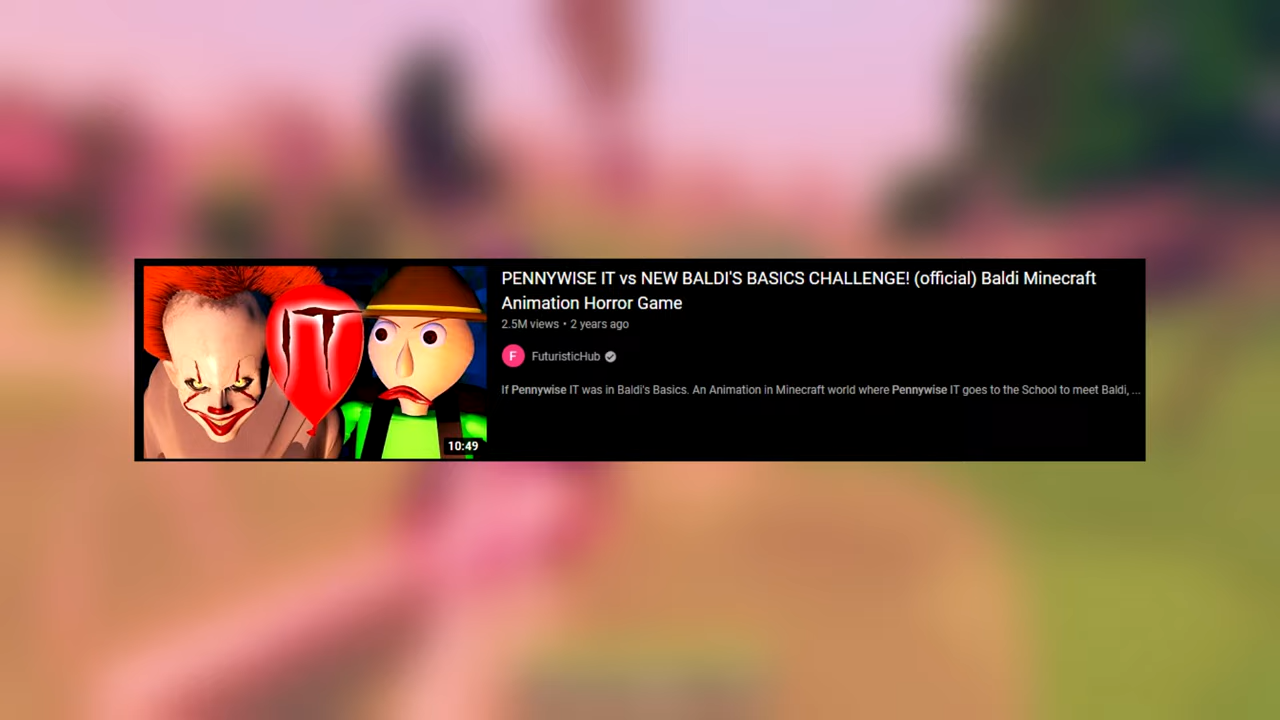 IT
10:49
PENNYWISE IT vs NEW BALDI'S BASICS CHALLENGE! (official) Baldi Minecraft
Animation Horror Game
2.5M views • 2 years ago
F FuturisticHub
If Pennywise IT was in Baldi's Basics. An Animation in Minecraft world where Pennywise IT goes to the School to meet Baldi, ...